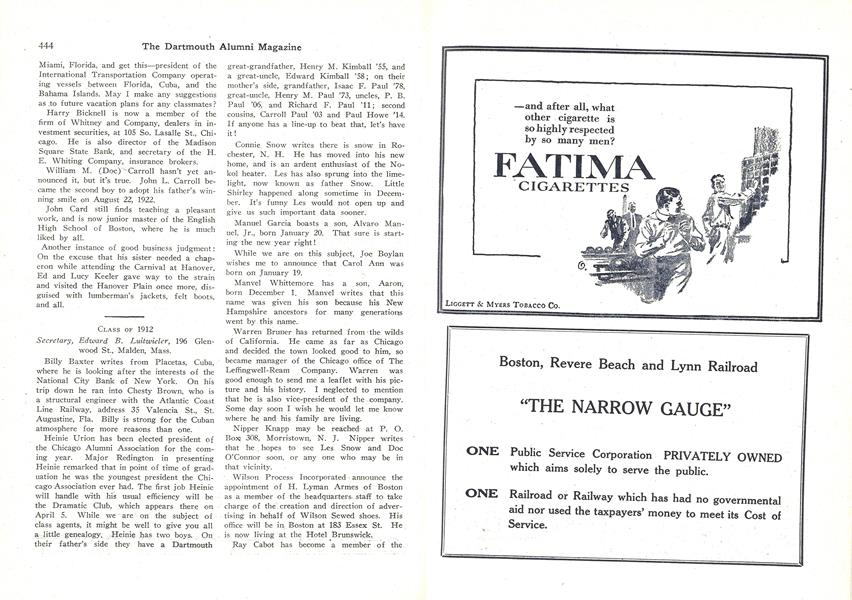 444
The Dartmouth Alumni Magazine
Miami, Florida, and get this—president of the
International Transportation Company operat-
ing vessels between Florida, Cuba, and the
Bahama Islands. May I make any suggestions
as to future vacation plans for any classmates?
Harry Bicknell is now a member of the
firm of Whitney and Company, dealers in in-
vestment securities, at 105 So. Lasalle St., Chi-
cago. He is also director of the Madison
Square State Bank, and secretary of the H.
E. Whiting Company, insurance brokers.
William M. (Doc) Carroll hasn't yet an-
nounced it, but it's true. John L. Carroll be-
came the second boy to adopt his father's win-
ning smile on August 22, 1922.
John Card still finds teaching a pleasant
work, and is now junior master of the English
High School of Boston, where he is much
liked by all.
Another instance of good business judgment:
On the excuse that his sister needed a chap-
eron while attending the Carnival at Hanover,
Ed and Lucy Keeler gave way to the strain
and visited the Hanover Plain once more, dis-
guised with lumberman's jackets, felt boots,
and all.
CLASS OF 1912
Secretary, Edward B. Luitwieler, 196 Glen-
wood St., Malden, Mass.
Billy Baxter writes from Placetas, Cuba,
where he is looking after the interests of the
National City Bank of New York. On his
trip down he ran into Chesty Brown, who is
a structural engineer with the Atlantic Coast
Line Railway, address 35 Valencia St., St.
Augustine, Fla. Billy is strong for the Cuban
atmosphere for more reasons than one.
Heinie Urion has been elected president of
the Chicago Alumni Association for the com-
ing year. Major Redington in presenting
Heinie remarked that in point of time of grad-
uation he was the youngest president the Chi-
cago Association ever had. The first job Heinie
will handle with his usual efficiency will be
the Dramatic Club, which appears there on
April 5. While we are on the subject of
class agents, it might be well to give you all
a little genealogy. Heinie has two boys. On
their father's side they have a Dartmouth
great-grandfather, Henry M. Kimball '55, and
a great-uncle, Edward Kimball '58; on their
mother's side, grandfather, Isaac F. Paul '78,
great-uncle, Henry M. Paul '73, uncles, P. B.
Paul '06, and Richard F. Paul '11; second
cousins, Carroll Paul '03 and Paul Howe '14.
If anyone has a line-up to beat that, let's have
it!
Connie Snow writes there is snow in Ro-
chester, N. H. He has moved into his new
home, and is an ardent enthusiast of the No-
kol heater. Les has also sprung into the lime-
light, now known as father Snow. Little
Shirley happened along sometime in Decem-
ber. It's funny Les would not open up and
give us such important data sooner.
Manuel Garcia boasts a son, Alvaro Man-
uel, Jr., born January 20. That sure is start-
ing the new year right!
While we are on this subject, Joe Boylan
wishes me to announce that Carol Ann was
born on January 19.
Manvel Whittemore has a son, Aaron,
born December 1. Manvel writes that this
name was given his son because his New
Hampshire ancestors for many generations
went by this name.
Warren Bruner has returned from the wilds
of California. He came as far as Chicago
and decided the town looked good to him, so
became manager of the Chicago office of The
Leffingwell-Ream Company. Warren was
good enough to send me a leaflet with his pic-
ture and his history. I neglected to mention
that he is also vice-president of the company.
Some day soon I wish he would let me know
where he and his family are living.
Nipper Knapp may be reached at P. O.
Box 308, Morristown, N. J. Nipper writes
that he hopes to see Les Snow and Doc
O'Connor soon, or any one who may be in
that vicinity.
Wilson Process Incorporated announce the
appointment of H. Lyman Armes of Boston
as a member of the headquarters staff to take
charge of the creation and direction of adver-
tising in behalf of Wilson Sewed shoes. His
office will be in Boston at 183 Essex St. He
is now living at the Hotel Brunswick.
Ray Cabot has become a member of the
—and after all, what
other cigarette is
so highly respected
by so many men?
FATIMA
CIGARETTES
LIGGETT & MYERS TOBACCO CO.
Boston, Revere Beach and Lynn Railroad
"THE NARROW GAUGE"
ONE Public Service Corporation PRIVATELY OWNED
which aims solely to serve the public.
ONE Railroad or Railway which has had no governmental
aid nor used the taxpayers' money to meet its Cost of
Service.